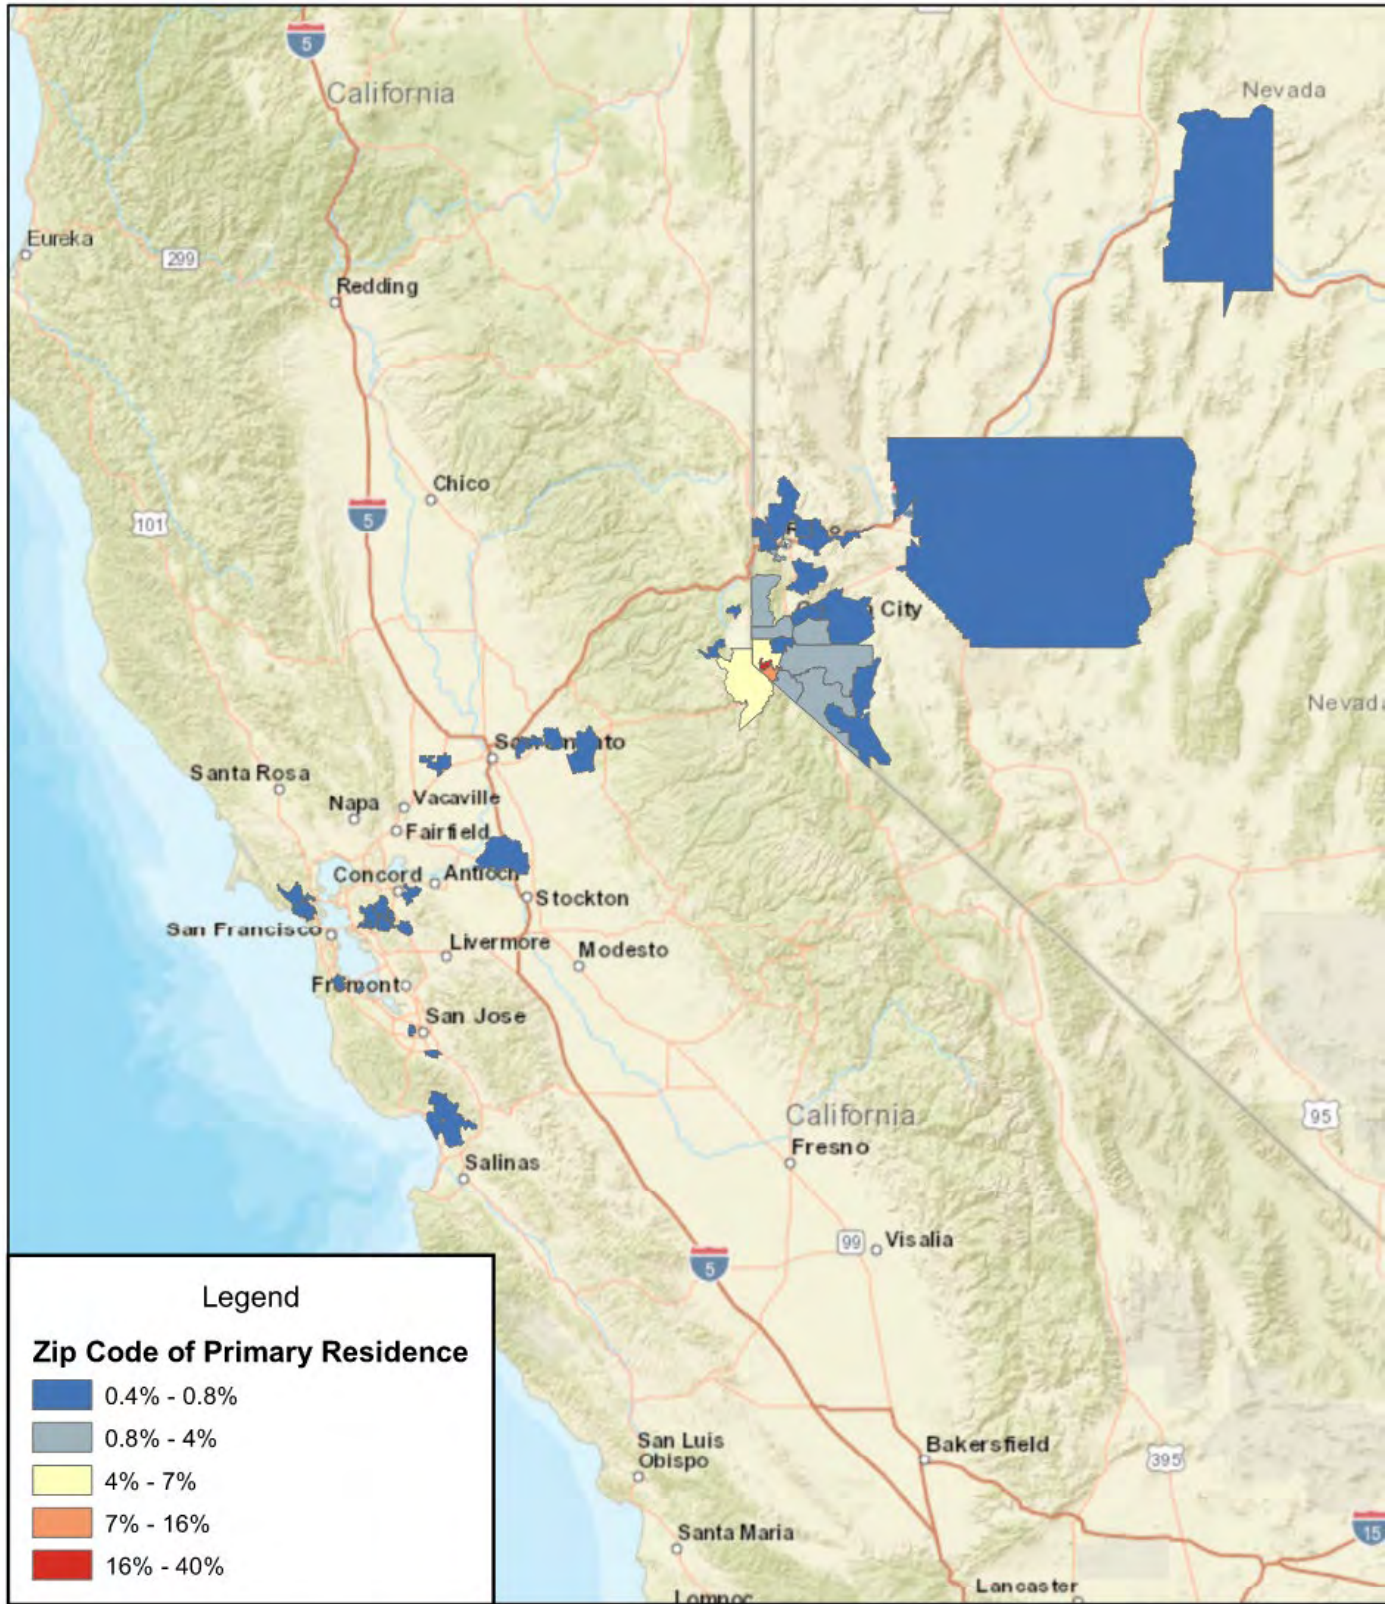 5
California
Nevada
Eureka
299
Redding
Chico
5
101
City
Nevada
Santa Rosa
Napa
Vacaville
Fairfield
Concord
Antioch
Stockton
San Francisco
Livermore
Modesto
Fremont
San Jose
California
95
Fresno
Salinas
99
Visalia
5
Legend
Zip Code of Primary Residence
0.4% - 0.8%
0.8% - 4%
4% - 7%
7% - 16%
16% - 40%
San Luis
Obispo
Bakersfield
395
Santa Maria
15
Lancaster
Lompoc